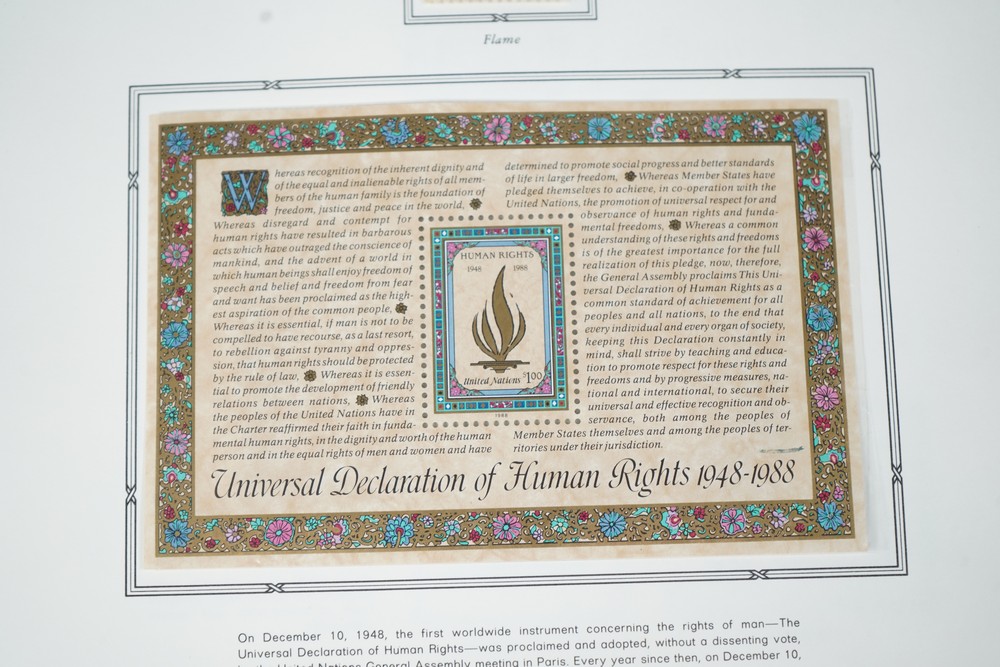 Flame
Whereas recognition of the inherent dignity and
of the equal and inalienable rights of all mem-
bers of the human family is the foundation of
freedom, justice and peace in the world,
Whereas disregard and contempt for
human rights have resulted in barbarous
acts which have outraged the conscience of
mankind, and the advent of a world in
which human beings shall enjoy freedom of
speech and belief and freedom from fear
and want has been proclaimed as the high-
est aspiration of the common people,
Whereas it is essential, if man is not to be
compelled to have recourse, as a last resort,
to rebellion against tyranny and oppres-
sion, that human rights should be protected
by the rule of law, Whereas it is essen-
tial to promote the development of friendly
relations between nations, Whereas
the peoples of the United Nations have in
the Charter reaffirmed their faith in funda-
mental human rights, in the dignity and worth of the human
person and in the equal rights of men and women and have
determined to promote social progress and better standards
of life in larger freedom, Whereas Member States have
pledged themselves to achieve, in co-operation with the
United Nations, the promotion of universal respect for and
observance of human rights and funda-
mental freedoms, Whereas a common
understanding of these rights and freedoms
is of the greatest importance for the full
realization of this pledge, now, therefore,
the General Assembly proclaims This Uni-
versal Declaration of Human Rights as a
common standard of achievement for all
peoples and all nations, to the end that
every individual and every organ of society,
keeping this Declaration constantly in
mind, shall strive by teaching and educa-
tion to promote respect for these rights and
freedoms and by progressive measures, na-
tional and international, to secure their
universal and effective recognition and ob-
servance, both among the peoples of
Member States themselves and among the peoples of ter-
ritories under their jurisdiction.
HUMAN RIGHTS
1948 1988
United Nations $1.00
1988
Universal Declaration of Human Rights 1948-1988
On December 10, 1948, the first worldwide instrument concerning the rights of man—The
Universal Declaration of Human Rights—was proclaimed and adopted, without a dissenting vote,
by the United Nations General Assembly meeting in Paris. Every year since then, on December 10,